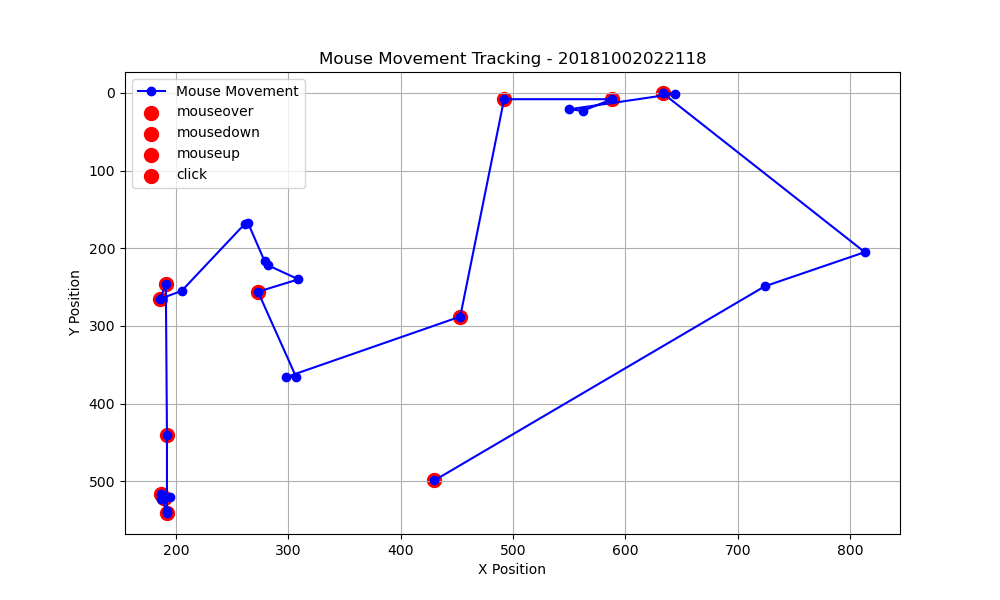 Mouse Movement Tracking - 20181002022118
Mouse Movement
mouseover
mousedown
mouseup
click
Y Position
0
100
200
300
400
500
200 300 400 500 600 700 800
X Position